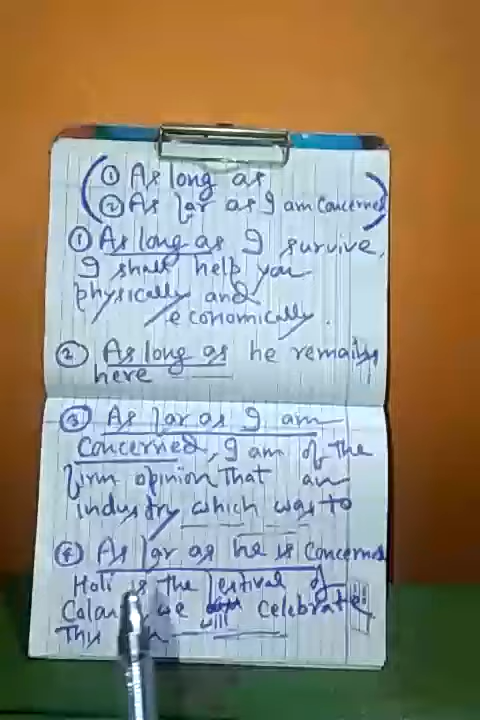 ① As long as
② As far as I am Concerned
① As long as I survive,
I shall help you
physically and
economically.
② As long as he remains
here
③ As far as I am
Concerned, I am of the
firm opinion that an
industry which was to
④ As far as he is Concerned
Holi is the festival of
we will celebrate
This